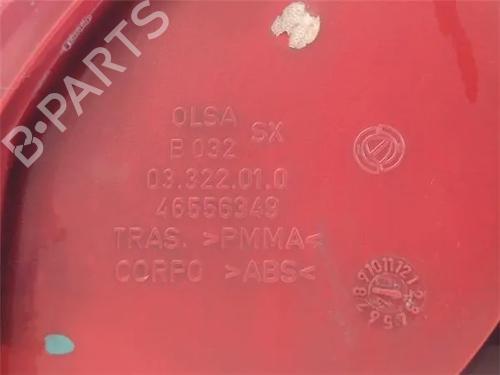 OLSA SX
B 032
03.322.01.0
46556349
TRAS. >PMMA<
CORPO >ABS<
B-PARTS